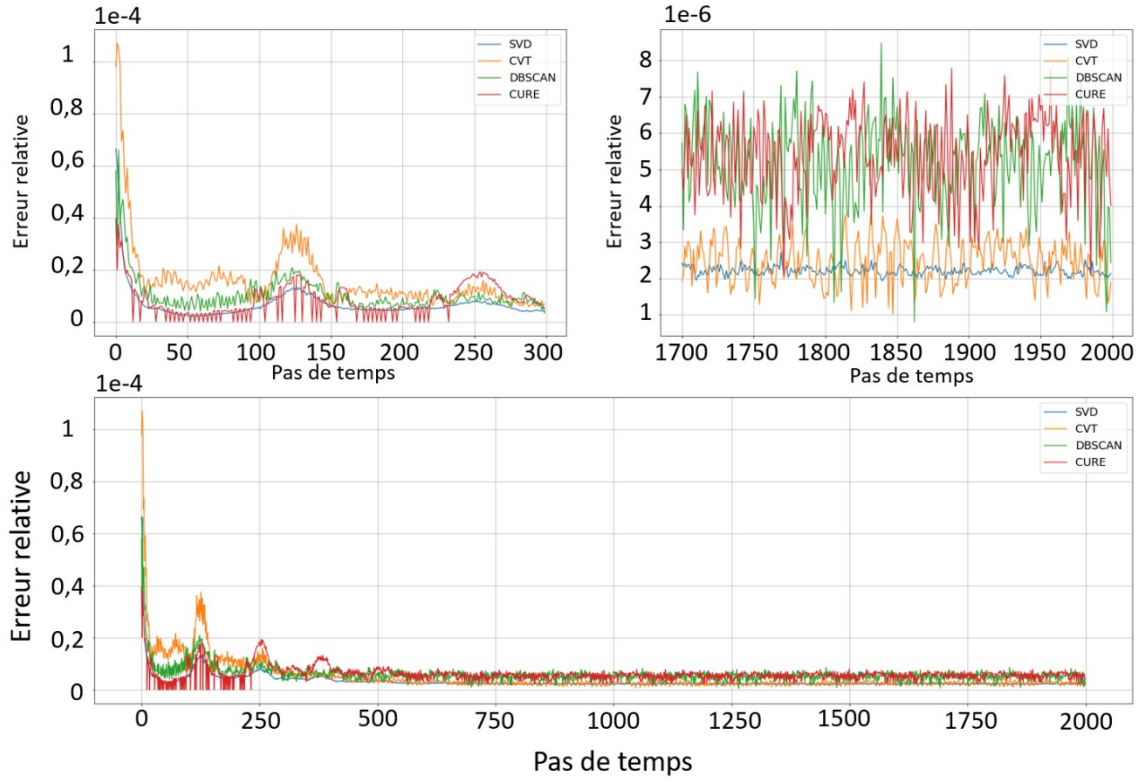 1e-4
1
0,8
0,6
0,4
0,2
0
Erreur relative
SVD
CVT
DBSCAN
CURE
0 50 100 150 200 250 300
Pas de temps
1e-6
8
7
6
5
4
3
2
1
Erreur relative
SVD
CVT
DBSCAN
CURE
1700 1750 1800 1850 1900 1950 2000
Pas de temps
1e-4
1
0,8
0,6
0,4
0,2
0
Erreur relative
SVD
CVT
DBSCAN
CURE
0 250 500 750 1000 1250 1500 1750 2000
Pas de temps